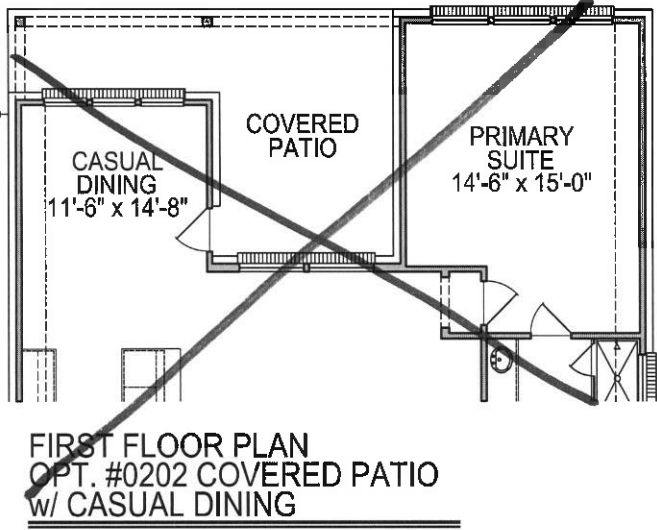 COVERED
PATIO
PRIMARY
SUITE
14'-6" x 15'-0"
CASUAL
DINING
11'-6" x 14'-8"
FIRST FLOOR PLAN
OPT. #0202 COVERED PATIO
w/ CASUAL DINING